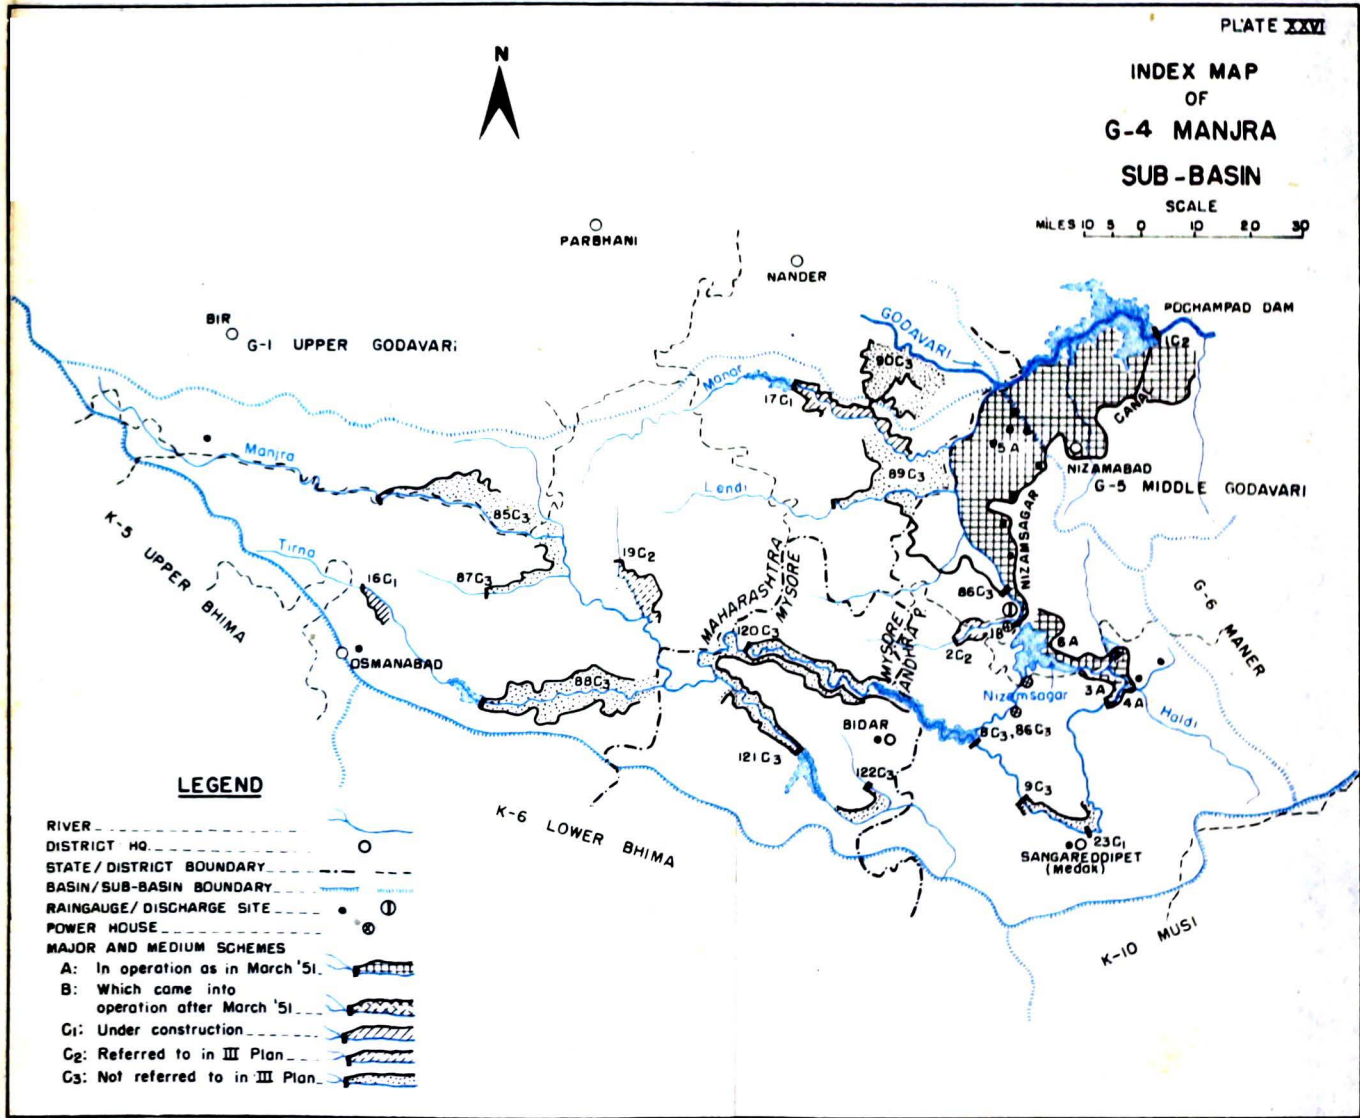 PLATE XXVI
INDEX MAP
OF
G-4 MANJRA
SUB-BASIN
SCALE
MILES 10 5 0 10 20 30
N
PARBHANI
NANDER
BIR
G-1 UPPER GODAVARI
GODAVARI
POCHAMPAD DAM
1C2
90C3
Manar
17C1
CANAL
5A
NIZAMABAD
G-5 MIDDLE GODAVARI
Manjra
89C3
Lendi
85C3
NIZAMSAGAR
K-5 UPPER BHIMA
Tirna
19C2
16C1
87C3
MAHARASHTRA
MYSORE
86C3
G-6 MANER
120C3
MYSORE
ANDHRA P.
18
2C2
6A
OSMANABAD
88C3
Nizamsagar
3A
4A
Haldi
BIDAR
8C3,86C3
121C3
122C3
9C3
23C1
SANGAREDDIPET
(Medak)
K-6 LOWER BHIMA
K-10 MUSI
LEGEND
RIVER
DISTRICT HQ.
STATE/DISTRICT BOUNDARY
BASIN/SUB-BASIN BOUNDARY
RAINGAUGE/DISCHARGE SITE
POWER HOUSE
MAJOR AND MEDIUM SCHEMES
A: In operation as in March '51
B: Which came into
operation after March '51
C1: Under construction
C2: Referred to in III Plan
C3: Not referred to in III Plan